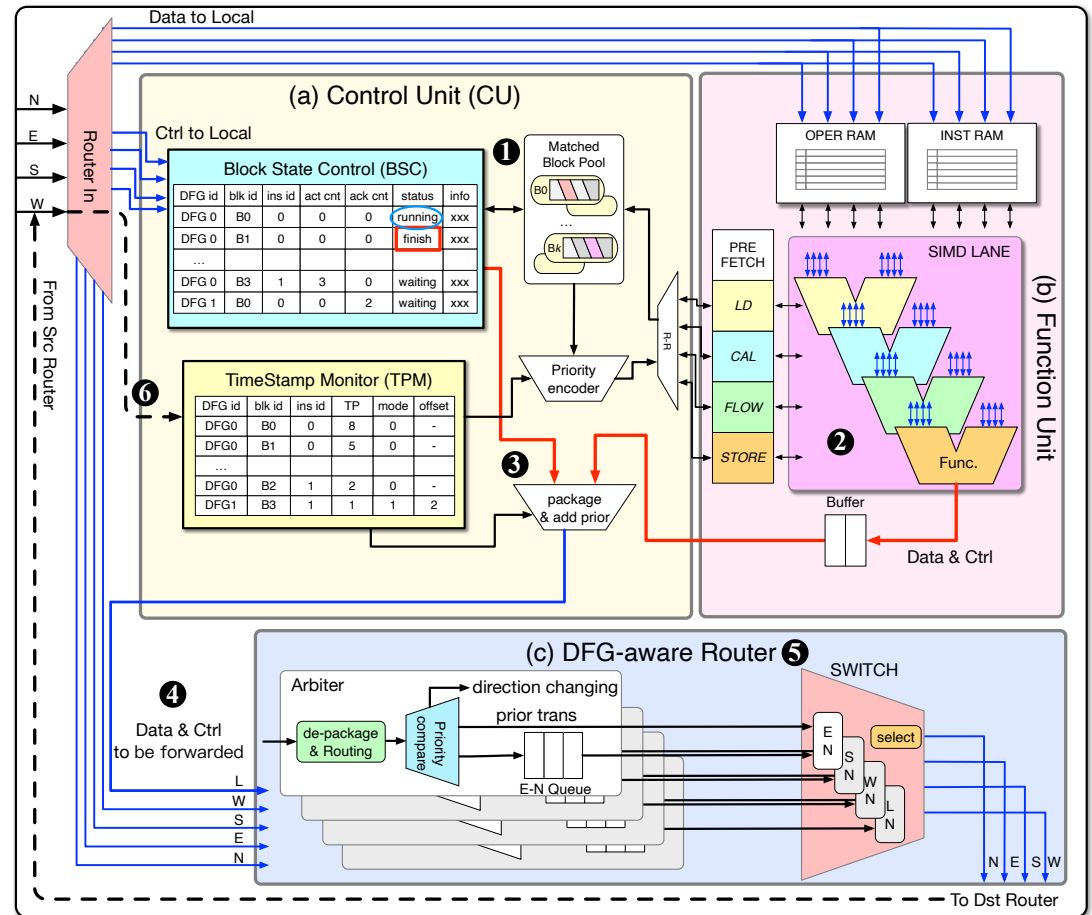 Data to Local
N
E
S
W
Router In
From Src Router
(a) Control Unit (CU)
Ctrl to Local
Block State Control (BSC)
DFG id blk id ins id act cnt ack cnt status info
DFG 0 B0 0 0 0 running xxx
DFG 0 B1 0 0 0 finish xxx
...
DFG 0 B3 1 3 0 waiting xxx
DFG 1 B0 0 0 2 waiting xxx
1
Matched
Block Pool
B0
...
Bk
Priority
encoder
R-R
6
TimeStamp Monitor (TPM)
DFG id blk id ins id TP mode offset
DFG0 B0 0 8 0 -
DFG0 B1 0 5 0 -
...
DFG0 B2 1 2 0 -
DFG1 B3 1 1 1 2
3
package
& add prior
(b) Function Unit
OPER RAM
INST RAM
PRE
FETCH
LD
CAL
FLOW
STORE
SIMD LANE
2
Func.
Buffer
Data & Ctrl
(c) DFG-aware Router 5
4
Data & Ctrl
to be forwarded
L
W
S
E
N
Arbiter
de-package
& Routing
Priority
compare
direction changing
prior trans
E-N Queue
SWITCH
select
E
N
S
N
W
N
L
N
N E S W
To Dst Router